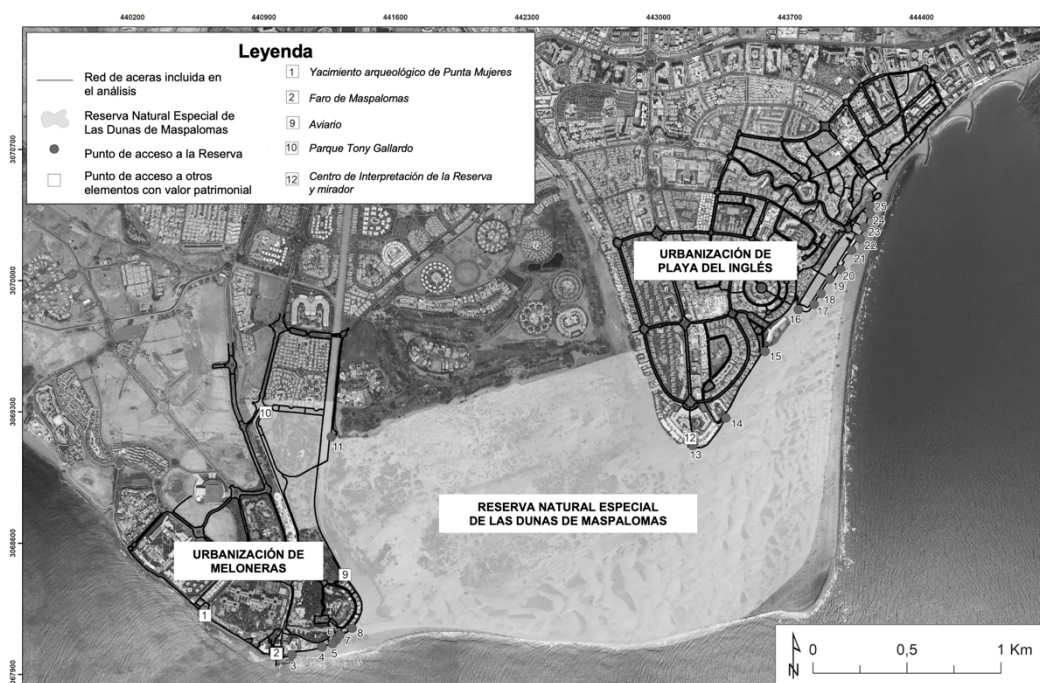 440200 440900 441600 442300 443000 443700 444400
Leyenda
Red de aceras incluida en
el análisis
Reserva Natural Especial de
Las Dunas de Maspalomas
Punto de acceso a la Reserva
Punto de acceso a otros
elementos con valor patrimonial
1 Yacimiento arqueológico de Punta Mujeres
2 Faro de Maspalomas
9 Aviario
10 Parque Tony Gallardo
12 Centro de Interpretación de la Reserva
y mirador
3070700
3070000
3069300
3068600
3067900
URBANIZACIÓN DE
PLAYA DEL INGLÉS
25
24
23
22
21
20
19
18
17
16
15
14
12
13
10
11
RESERVA NATURAL ESPECIAL
DE LAS DUNAS DE MASPALOMAS
URBANIZACIÓN DE
MELONERAS
9
1
8
7
6
5
4
3
2
N
0 0,5 1 Km